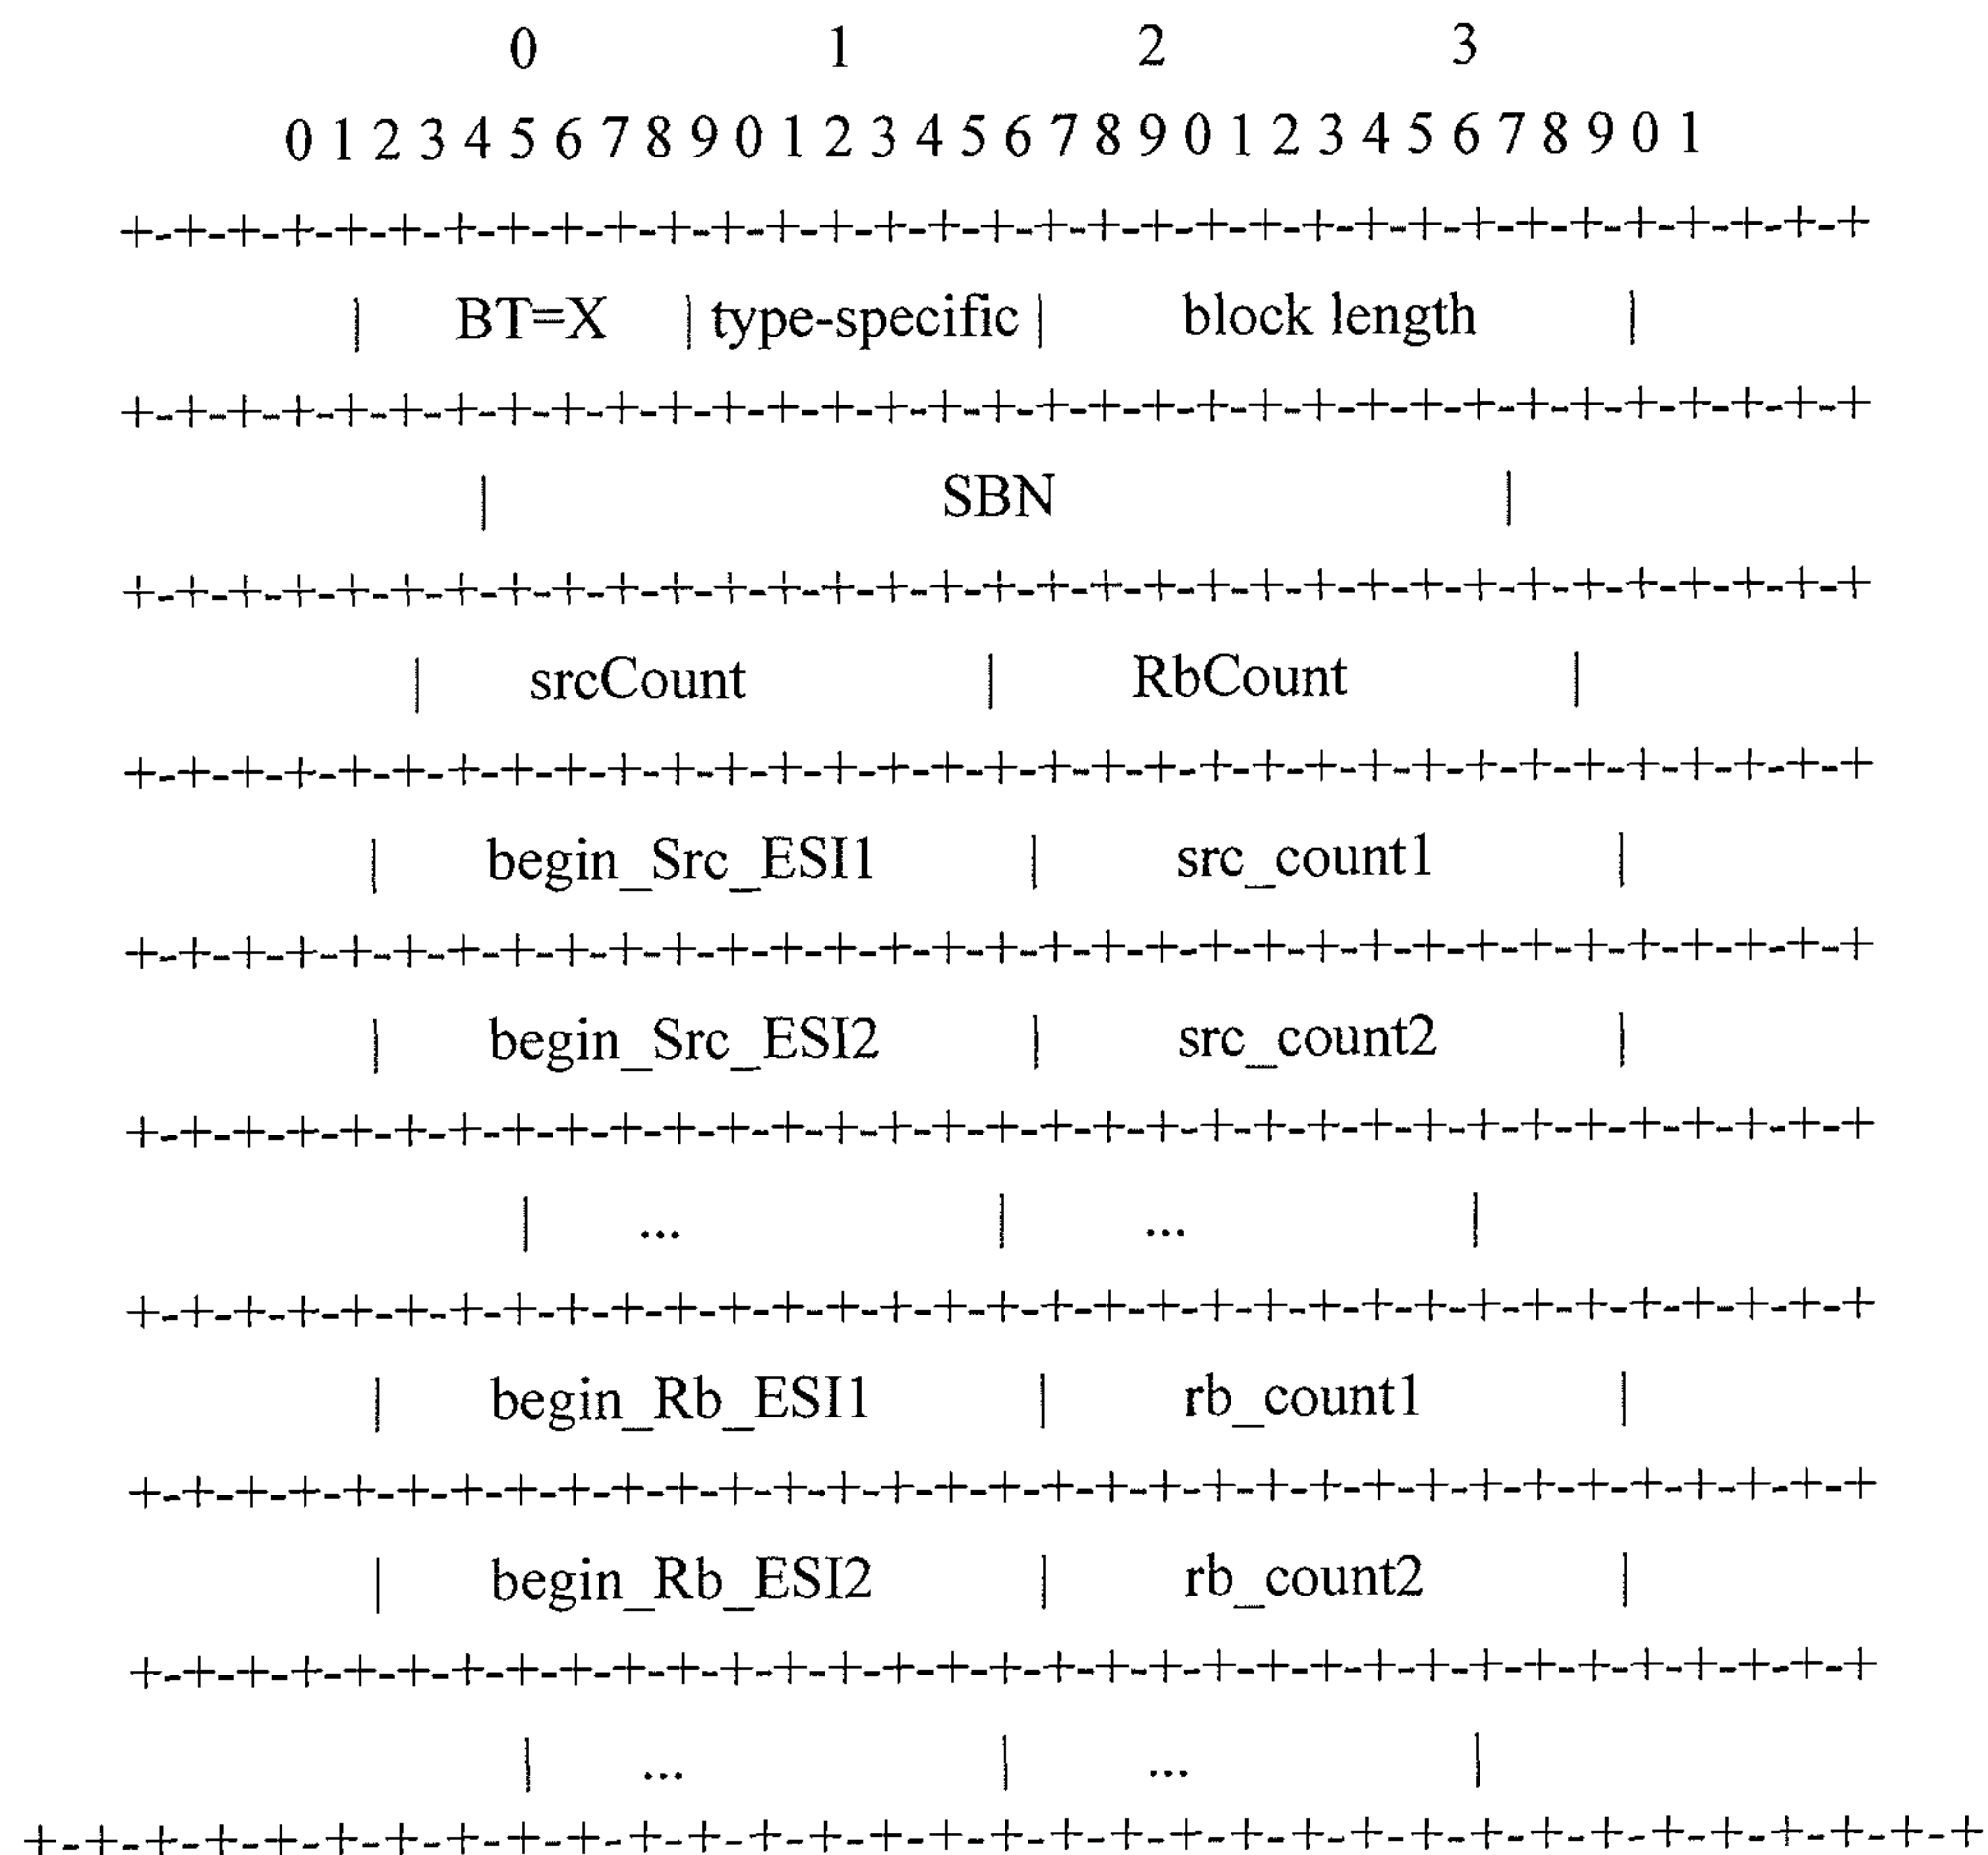 0 1 2 3
0 1 2 3 4 5 6 7 8 9 0 1 2 3 4 5 6 7 8 9 0 1 2 3 4 5 6 7 8 9 0 1
+-+-+-+-+-+-+-+-+-+-+-+-+-+-+-+-+-+-+-+-+-+-+-+-+-+-+-+-+-+-+-+-+
| BT=X | type-specific | block length |
+-+-+-+-+-+-+-+-+-+-+-+-+-+-+-+-+-+-+-+-+-+-+-+-+-+-+-+-+-+-+-+-+
| SBN |
+-+-+-+-+-+-+-+-+-+-+-+-+-+-+-+-+-+-+-+-+-+-+-+-+-+-+-+-+-+-+-+-+
| srcCount | RbCount |
+-+-+-+-+-+-+-+-+-+-+-+-+-+-+-+-+-+-+-+-+-+-+-+-+-+-+-+-+-+-+-+-+
| begin_Src_ESI1 | src_count1 |
+-+-+-+-+-+-+-+-+-+-+-+-+-+-+-+-+-+-+-+-+-+-+-+-+-+-+-+-+-+-+-+-+
| begin_Src_ESI2 | src_count2 |
+-+-+-+-+-+-+-+-+-+-+-+-+-+-+-+-+-+-+-+-+-+-+-+-+-+-+-+-+-+-+-+-+
| ... | ... |
+-+-+-+-+-+-+-+-+-+-+-+-+-+-+-+-+-+-+-+-+-+-+-+-+-+-+-+-+-+-+-+-+
| begin_Rb_ESI1 | rb_count1 |
+-+-+-+-+-+-+-+-+-+-+-+-+-+-+-+-+-+-+-+-+-+-+-+-+-+-+-+-+-+-+-+-+
| begin_Rb_ESI2 | rb_count2 |
+-+-+-+-+-+-+-+-+-+-+-+-+-+-+-+-+-+-+-+-+-+-+-+-+-+-+-+-+-+-+-+-+
| ... | ... |
+-+-+-+-+-+-+-+-+-+-+-+-+-+-+-+-+-+-+-+-+-+-+-+-+-+-+-+-+-+-+-+-+